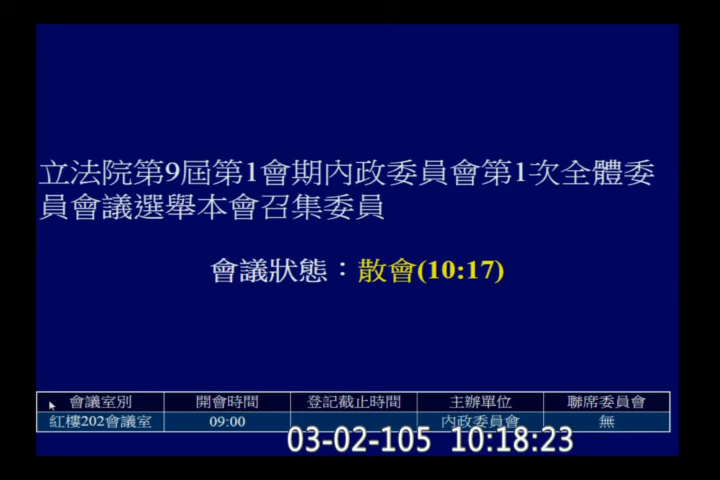 立法院第9屆第1會期內政委員會第1次全體委
員會議選舉本會召集委員
會議狀態：散會(10:17)
會議室別 開會時間 登記截止時間 主辦單位 聯席委員會
紅樓202會議室 09:00 內政委員會 無
03-02-105 10:18:23